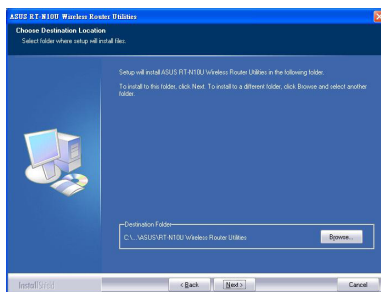 ASUS RT-N10U Wireless Router Utilities
Choose Destination Location
Select folder where setup will install files.
Setup will install ASUS RT-N10U Wireless Router Utilities in the following folder.
To install to this folder, click Next. To install to a different folder, click Browse and select another
folder.
Destination Folder
C:\...\ASUS\RT-N10U Wireless Router Utilities
Browse...
InstallShield
< Back
Next >
Cancel